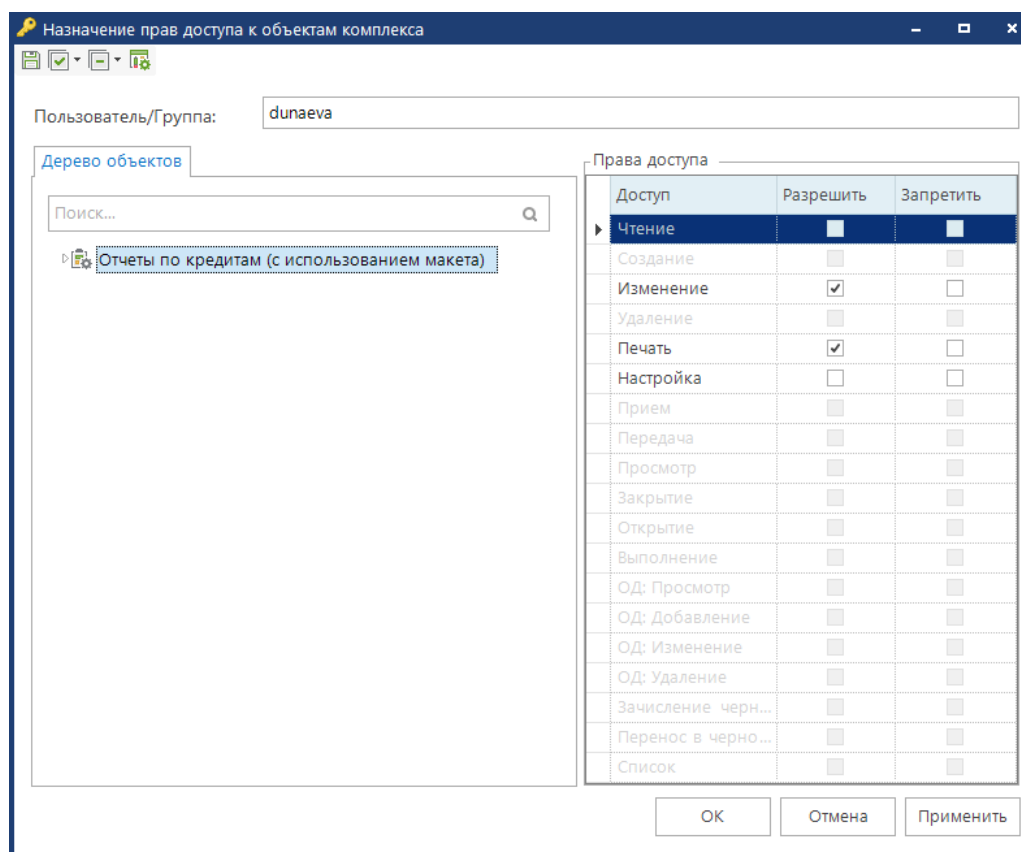 Назначение прав доступа к объектам комплекса
Пользователь/Группа: dunaeva
Дерево объектов
Поиск...
Отчеты по кредитам (с использованием макета)
Права доступа
Доступ Разрешить Запретить
Чтение
Создание
Изменение
Удаление
Печать
Настройка
Прием
Передача
Просмотр
Закрытие
Открытие
Выполнение
ОД: Просмотр
ОД: Добавление
ОД: Изменение
ОД: Удаление
Зачисление черн...
Перенос в черно...
Список
ОК Отмена Применить